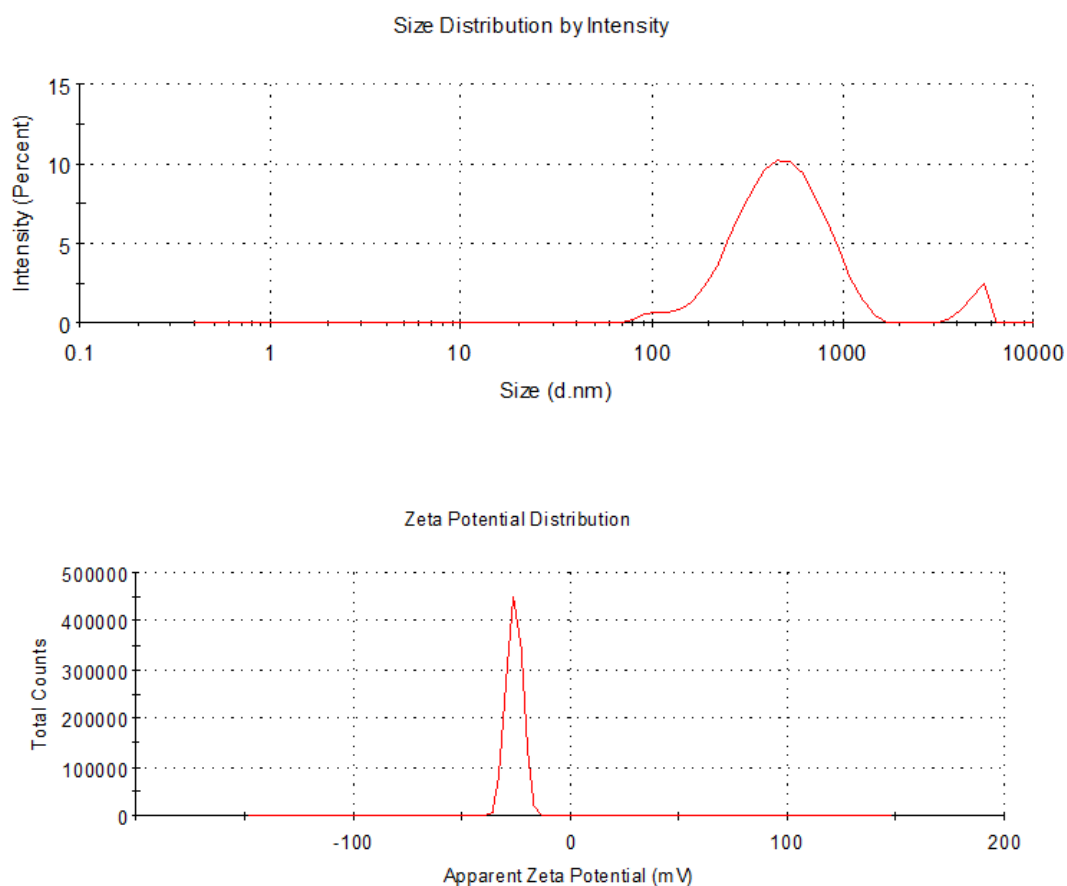 Size Distribution by Intensity
15
10
5
0
Intensity (Percent)
0.1 1 10 100 1000 10000
Size (d.nm)
Zeta Potential Distribution
500000
400000
300000
200000
100000
0
Total Counts
-100 0 100 200
Apparent Zeta Potential (mV)